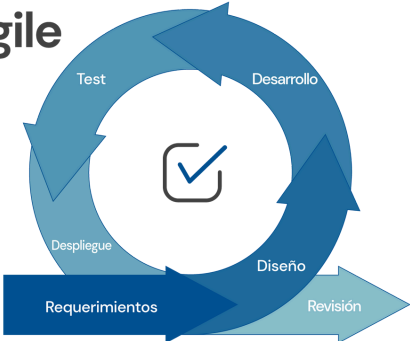 gile
Test
Desarrollo
Despliegue
Diseño
Requerimientos
Revisión